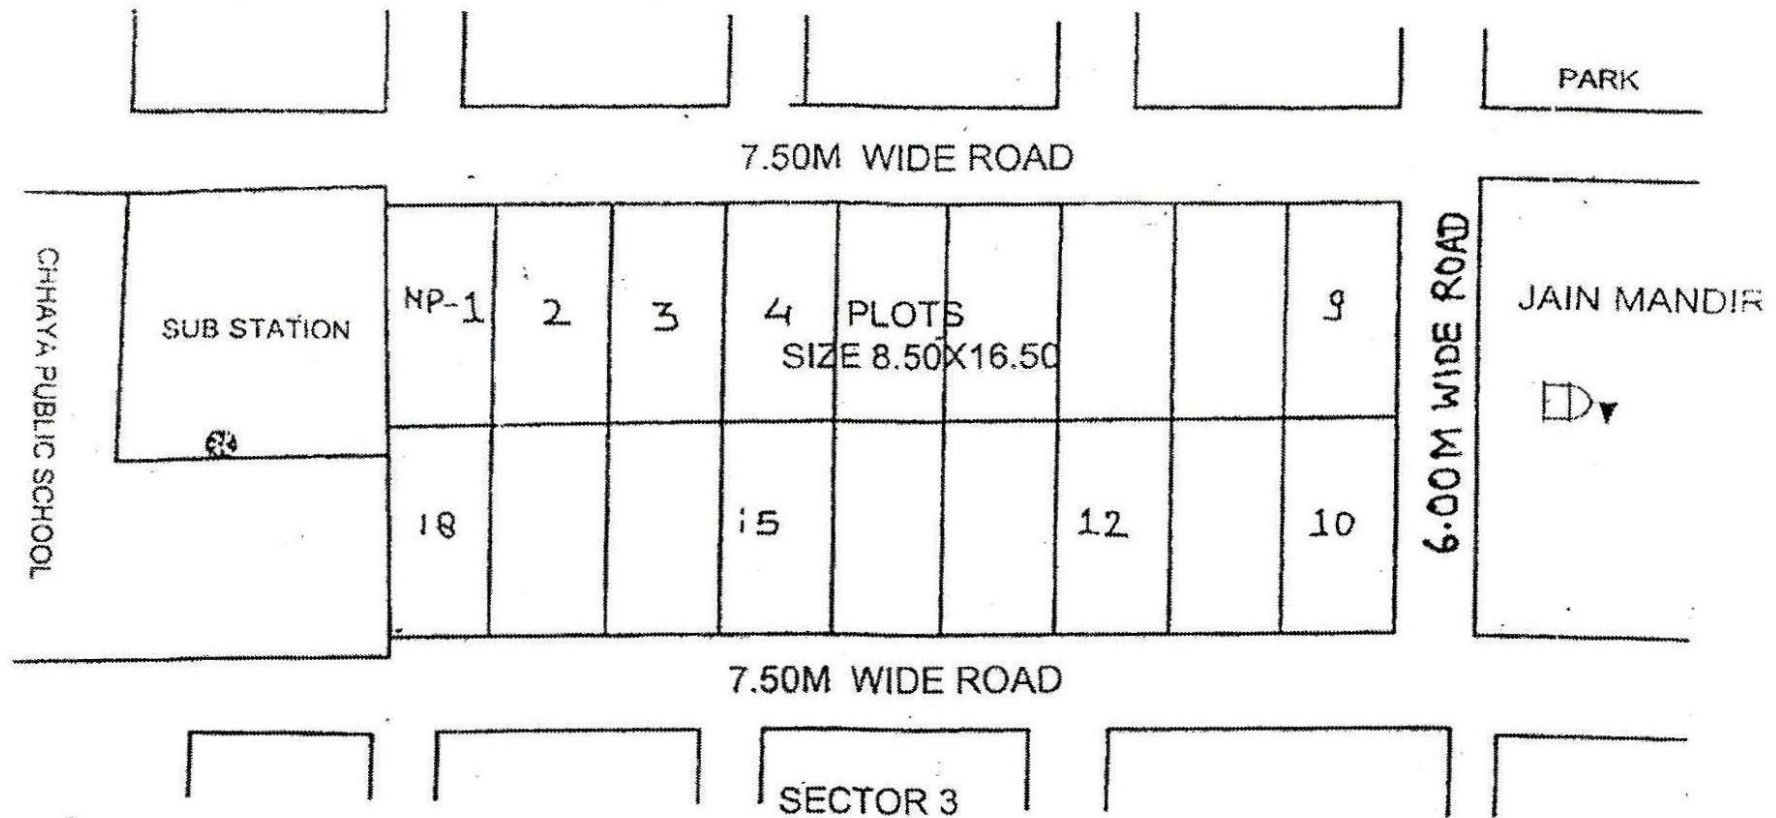 PARK
7.50M WIDE ROAD
CHHAYA PUBLIC SCHOOL
SUB STATION
NP-1
2
3
4
PLOTS
SIZE 8.50X16.50
9
6.00M WIDE ROAD
JAIN MANDIR
18
15
12
10
7.50M WIDE ROAD
SECTOR 3